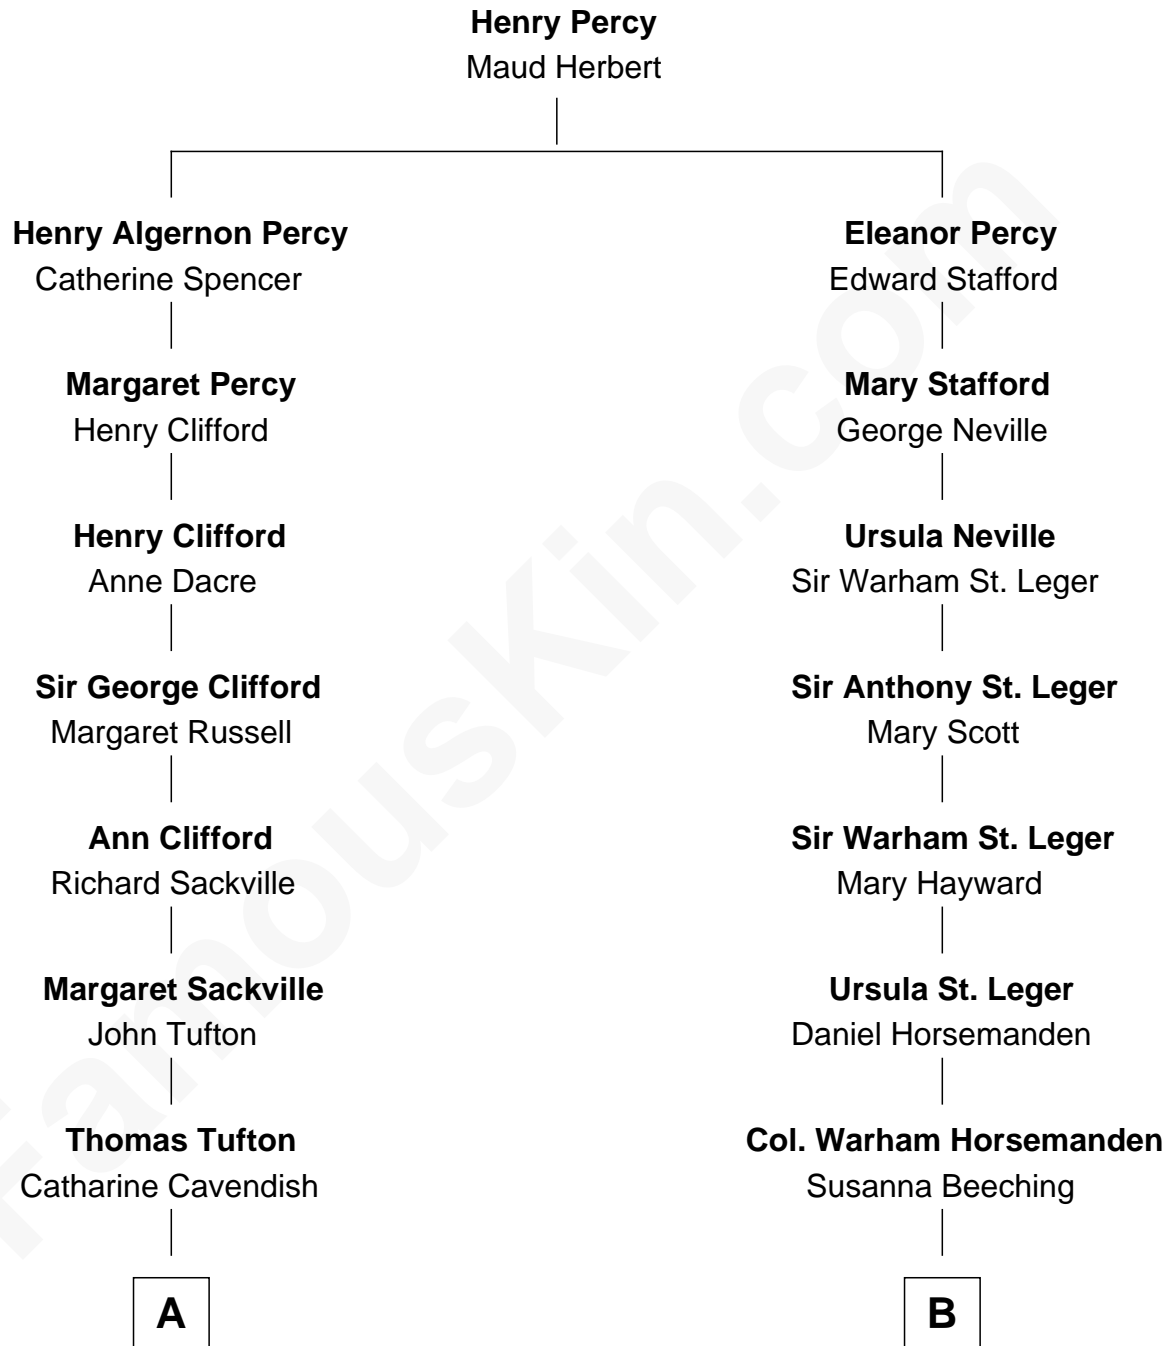 Henry Percy
Maud Herbert
Henry Algernon Percy
Catherine Spencer
Eleanor Percy
Edward Stafford
Margaret Percy
Henry Clifford
Mary Stafford
George Neville
Henry Clifford
Anne Dacre
Ursula Neville
Sir Warham St. Leger
Sir George Clifford
Margaret Russell
Sir Anthony St. Leger
Mary Scott
Ann Clifford
Richard Sackville
Sir Warham St. Leger
Mary Hayward
Margaret Sackville
John Tufton
Ursula St. Leger
Daniel Horsemanden
Thomas Tufton
Catharine Cavendish
Col. Warham Horsemanden
Susanna Beeching
A
B
FamousKin.com